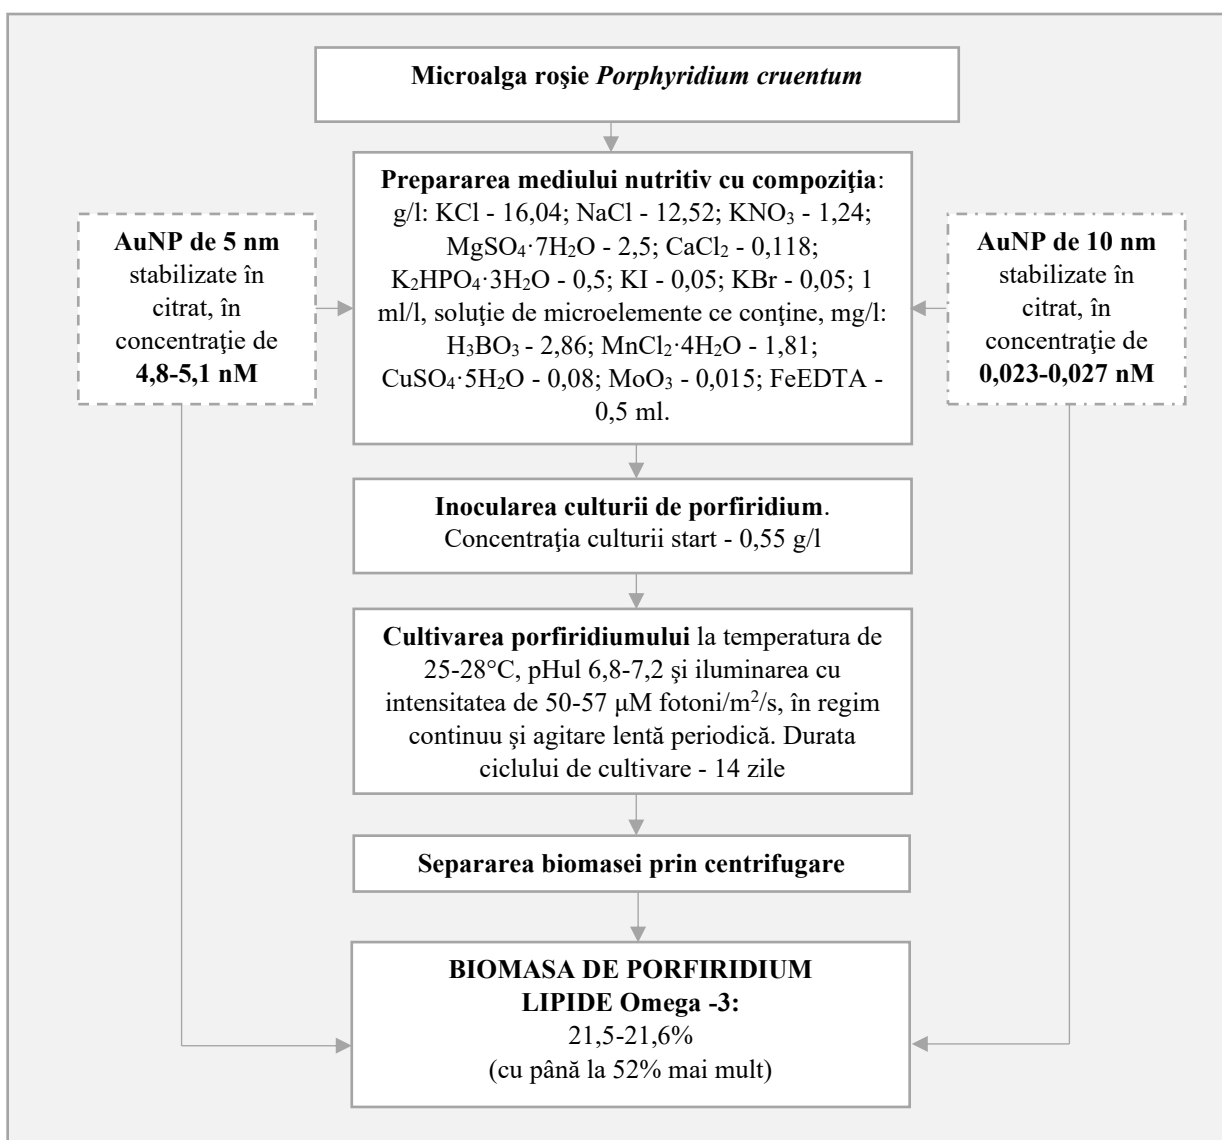 Microalga roşie Porphyridium cruentum
Prepararea mediului nutritiv cu compoziţia:
g/l: KCl - 16,04; NaCl - 12,52; KNO₃ - 1,24;
MgSO₄·7H₂O - 2,5; CaCl₂ - 0,118;
K₂HPO₄·3H₂O - 0,5; KI - 0,05; KBr - 0,05; 1
ml/l, soluţie de microelemente ce conţine, mg/l:
H₃BO₃ - 2,86; MnCl₂·4H₂O - 1,81;
CuSO₄·5H₂O - 0,08; MoO₃ - 0,015; FeEDTA -
0,5 ml.
AuNP de 5 nm
stabilizate în
citrat, în
concentraţie de
4,8-5,1 nM
AuNP de 10 nm
stabilizate în
citrat, în
concentraţie de
0,023-0,027 nM
Inocularea culturii de porfiridium.
Concentraţia culturii start - 0,55 g/l
Cultivarea porfiridiumului la temperatura de
25-28°C, pHul 6,8-7,2 şi iluminarea cu
intensitatea de 50-57 µM fotoni/m²/s, în regim
continuu şi agitare lentă periodică. Durata
ciclului de cultivare - 14 zile
Separarea biomasei prin centrifugare
BIOMASA DE PORFIRIDIUM
LIPIDE Omega -3:
21,5-21,6%
(cu până la 52% mai mult)